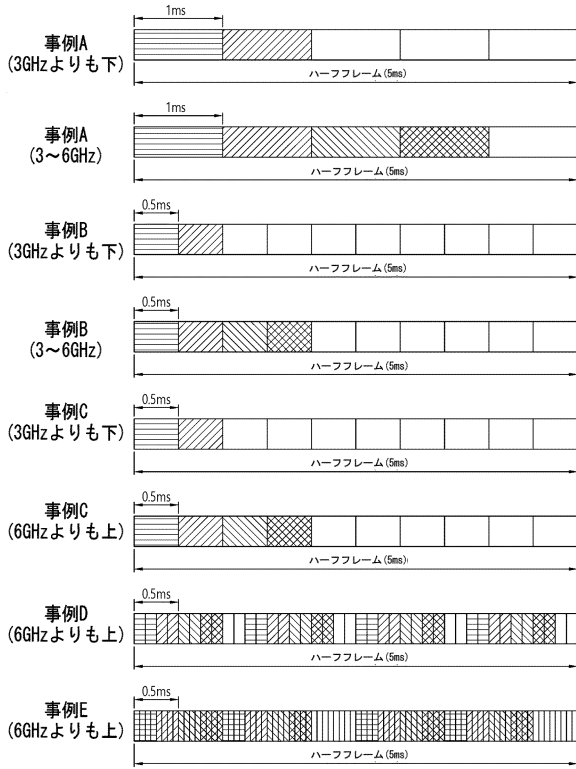 1ms
事例A
(3GHzよりも下)
ハーフフレーム(5ms)
1ms
事例A
(3～6GHz)
ハーフフレーム(5ms)
0.5ms
事例B
(3GHzよりも下)
ハーフフレーム(5ms)
0.5ms
事例B
(3～6GHz)
ハーフフレーム(5ms)
0.5ms
事例C
(3GHzよりも下)
ハーフフレーム(5ms)
0.5ms
事例C
(6GHzよりも上)
ハーフフレーム(5ms)
0.5ms
事例D
(6GHzよりも上)
ハーフフレーム(5ms)
0.5ms
事例E
(6GHzよりも上)
ハーフフレーム(5ms)